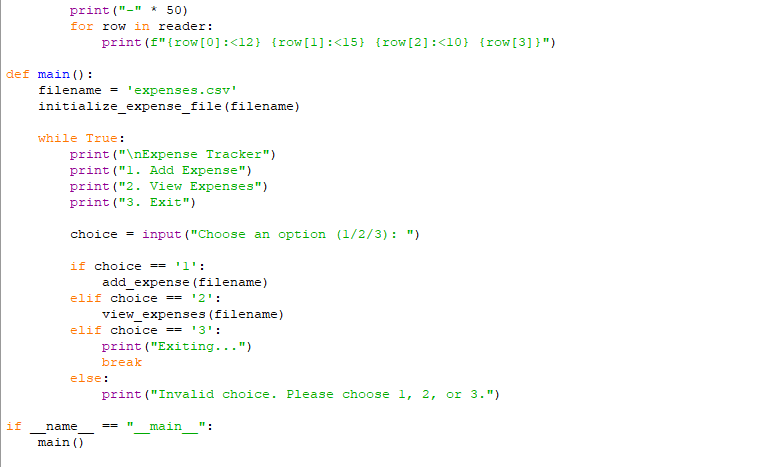 print("-" * 50)
        for row in reader:
            print(f"{row[0]:<12} {row[1]:<15} {row[2]:<10} {row[3]}")

def main():
    filename = 'expenses.csv'
    initialize_expense_file(filename)

    while True:
        print("\nExpense Tracker")
        print("1. Add Expense")
        print("2. View Expenses")
        print("3. Exit")

        choice = input("Choose an option (1/2/3): ")

        if choice == '1':
            add_expense(filename)
        elif choice == '2':
            view_expenses(filename)
        elif choice == '3':
            print("Exiting...")
            break
        else:
            print("Invalid choice. Please choose 1, 2, or 3.")

if __name__ == "__main__":
    main()